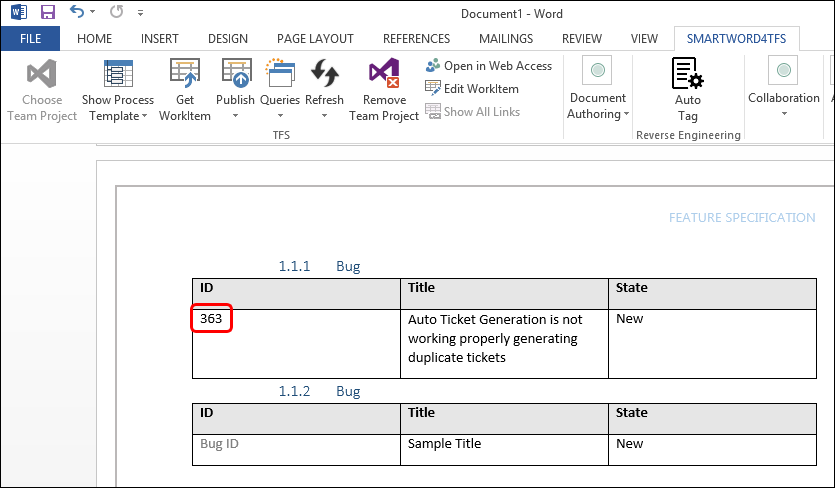 Document1 - Word
FILE HOME INSERT DESIGN PAGE LAYOUT REFERENCES MAILINGS REVIEW VIEW SMARTWORD4TFS
Choose
Team Project
Show Process
Template
Get
WorkItem
Publish
Queries
Refresh
Remove
Team Project
Open in Web Access
Edit WorkItem
Show All Links
TFS
Document
Authoring
Auto
Tag
Reverse Engineering
Collaboration
FEATURE SPECIFICATION
1.1.1 Bug
ID Title State
363 Auto Ticket Generation is not New
working properly generating
duplicate tickets
1.1.2 Bug
ID Title State
Bug ID Sample Title New